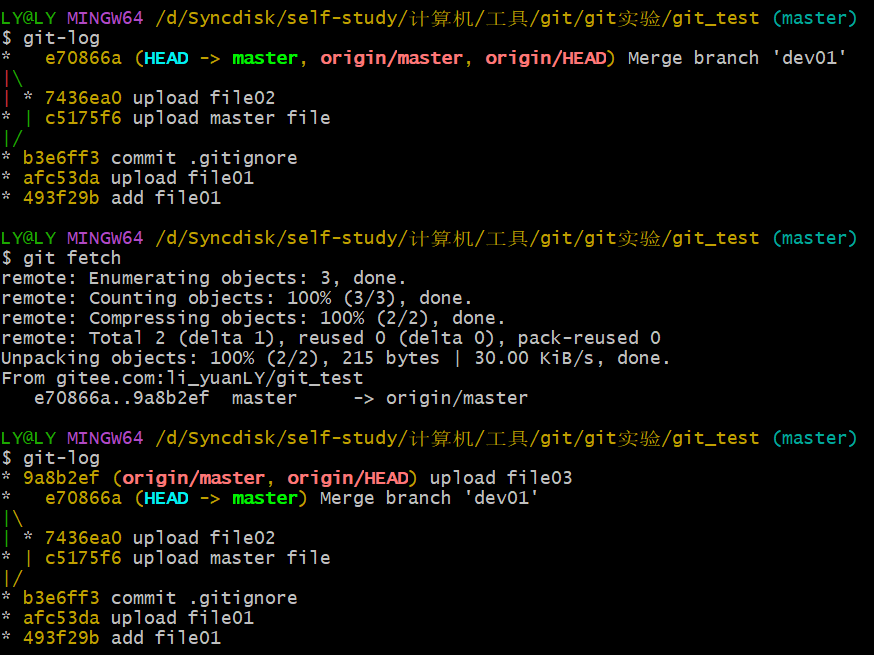 LY@LY MINGW64 /d/Syncdisk/self-study/计算机/工具/git/git实验/git_test (master)
$ git-log
*   e70866a (HEAD -> master, origin/master, origin/HEAD) Merge branch 'dev01'
|\
| * 7436ea0 upload file02
* | c5175f6 upload master file
|/
* b3e6ff3 commit .gitignore
* afc53da upload file01
* 493f29b add file01

LY@LY MINGW64 /d/Syncdisk/self-study/计算机/工具/git/git实验/git_test (master)
$ git fetch
remote: Enumerating objects: 3, done.
remote: Counting objects: 100% (3/3), done.
remote: Compressing objects: 100% (2/2), done.
remote: Total 2 (delta 1), reused 0 (delta 0), pack-reused 0
Unpacking objects: 100% (2/2), 215 bytes | 30.00 KiB/s, done.
From gitee.com:li_yuanLY/git_test
   e70866a..9a8b2ef  master     -> origin/master

LY@LY MINGW64 /d/Syncdisk/self-study/计算机/工具/git/git实验/git_test (master)
$ git-log
* 9a8b2ef (origin/master, origin/HEAD) upload file03
*   e70866a (HEAD -> master) Merge branch 'dev01'
|\
| * 7436ea0 upload file02
* | c5175f6 upload master file
|/
* b3e6ff3 commit .gitignore
* afc53da upload file01
* 493f29b add file01